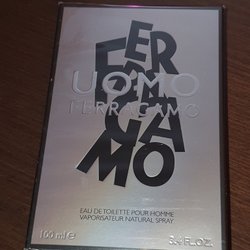 FERRAGAMO
UOMO
FERRAGAMO
EAU DE TOILETTE POUR HOMME
VAPORISATEUR NATURAL SPRAY
100 ml e
3.4 FL.OZ.